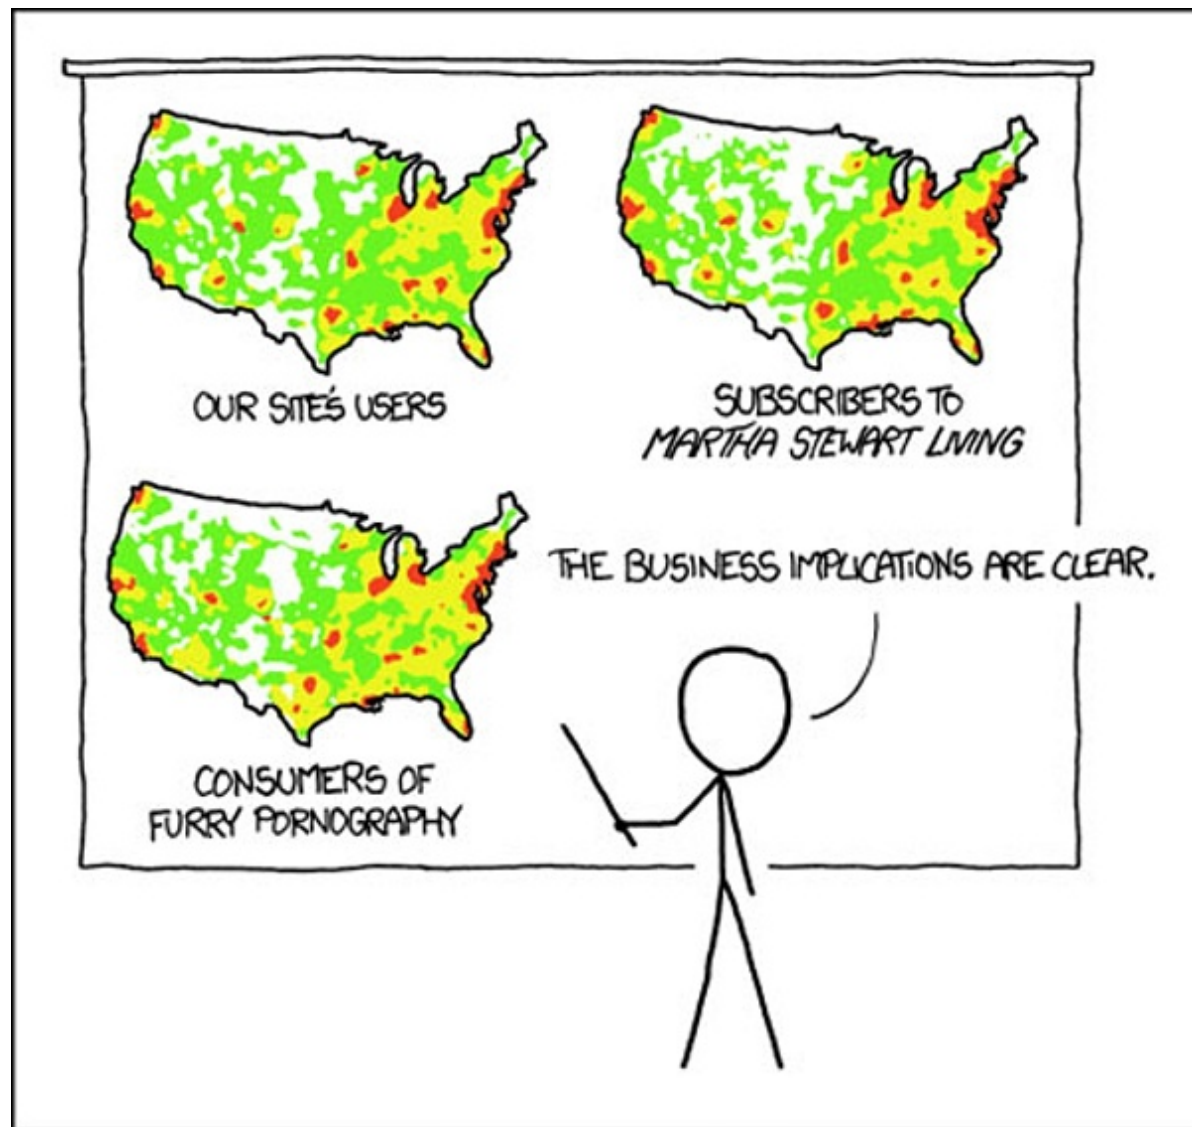 OUR SITE'S USERS
SUBSCRIBERS TO
MARTHA STEWART LIVING
CONSUMERS OF
FURRY PORNOGRAPHY
THE BUSINESS IMPLICATIONS ARE CLEAR.